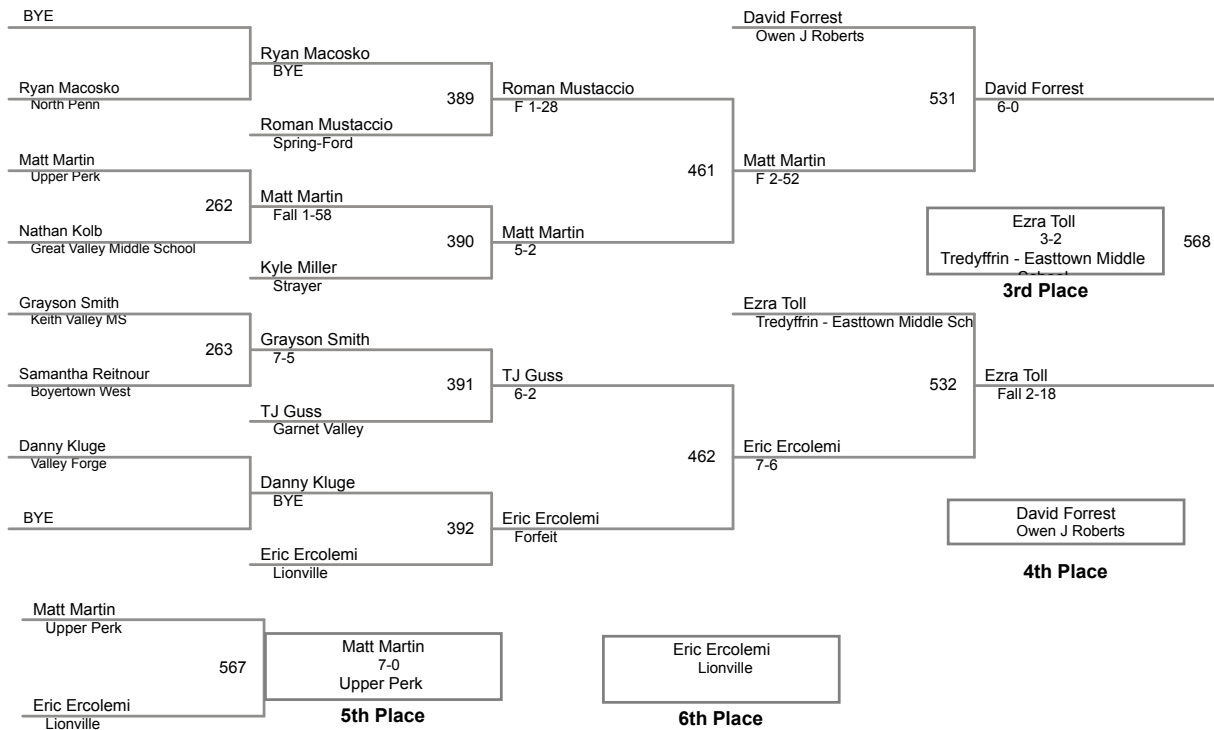 BYE
Ryan Macosko
North Penn
Matt Martin
Upper Perk
262
Nathan Kolb
Great Valley Middle School
Grayson Smith
Keith Valley MS
263
Samantha Reitnour
Boyertown West
Danny Kluge
Valley Forge
BYE
Ryan Macosko
BYE
389
Roman Mustaccio
Spring-Ford
Matt Martin
Fall 1-58
390
Kyle Miller
Strayer
Grayson Smith
7-5
391
TJ Guss
Garnet Valley
Danny Kluge
BYE
392
Eric Ercolemi
Lionville
Roman Mustaccio
F 1-28
461
Matt Martin
5-2
TJ Guss
6-2
462
Eric Ercolemi
Forfeit
David Forrest
Owen J Roberts
531
Matt Martin
F 2-52
Ezra Toll
Tredyffrin - Easttown Middle Sch
532
Eric Ercolemi
7-6
David Forrest
6-0
Ezra Toll
3-2
Tredyffrin - Easttown Middle
568
3rd Place
Ezra Toll
Fall 2-18
David Forrest
Owen J Roberts
4th Place
Matt Martin
Upper Perk
567
Eric Ercolemi
Lionville
Matt Martin
7-0
Upper Perk
5th Place
Eric Ercolemi
Lionville
6th Place